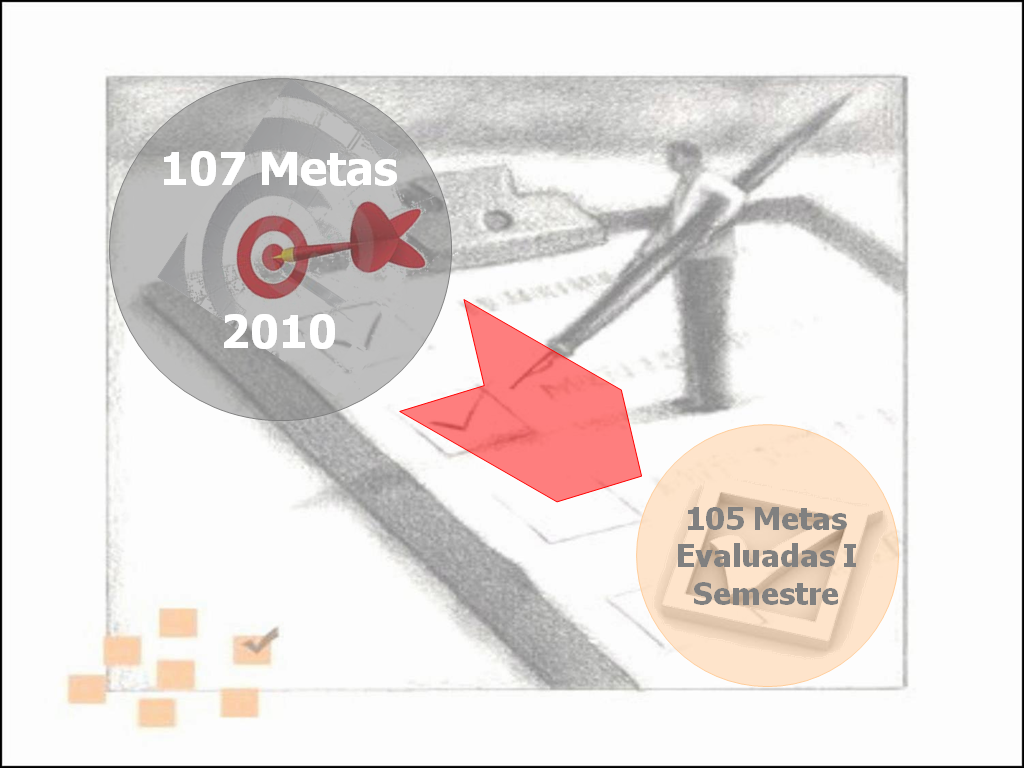 107 Metas
2010
105 Metas
Evaluadas I
Semestre